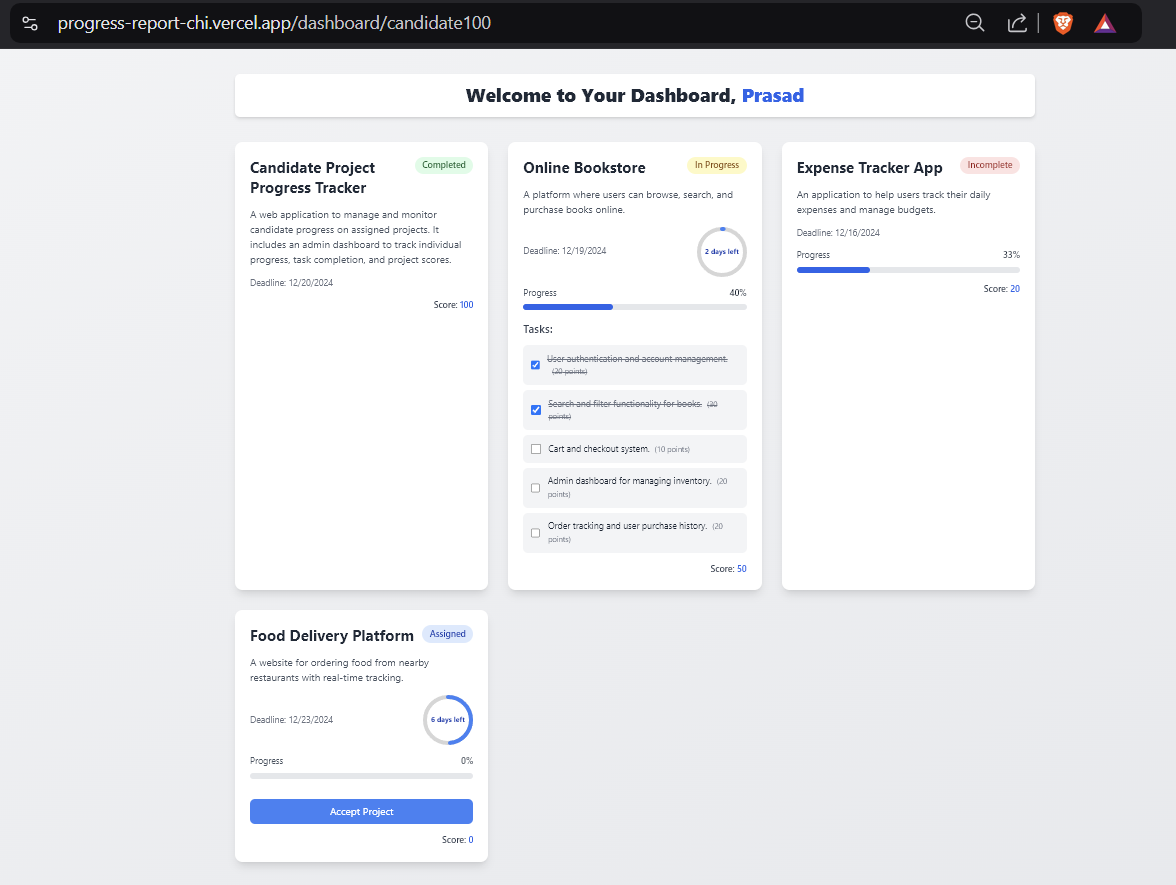 progress-report-chi.vercel.app/dashboard/candidate100
Welcome to Your Dashboard, Prasad
Candidate Project
Progress Tracker
Completed
A web application to manage and monitor
candidate progress on assigned projects. It
includes an admin dashboard to track individual
progress, task completion, and project scores.
Deadline: 12/20/2024
Score: 100
Online Bookstore
In Progress
A platform where users can browse, search, and
purchase books online.
Deadline: 12/19/2024
2 days left
Progress 40%
Tasks:
User authentication and account management.
(20 points)
Search and filter functionality for books. (30
points)
Cart and checkout system. (10 points)
Admin dashboard for managing inventory. (20
points)
Order tracking and user purchase history. (20
points)
Score: 50
Expense Tracker App
Incomplete
An application to help users track their daily
expenses and manage budgets.
Deadline: 12/16/2024
Progress 33%
Score: 20
Food Delivery Platform
Assigned
A website for ordering food from nearby
restaurants with real-time tracking.
Deadline: 12/23/2024
6 days left
Progress 0%
Accept Project
Score: 0